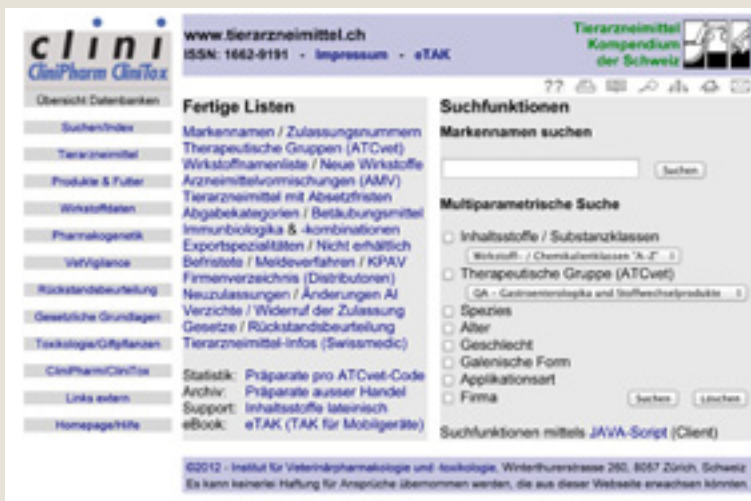 clini
CliniPharm CliniTox
Übersicht Datenbanken
Suchen/Index
Tierarzneimittel
Produkte & Futter
Wirkstoffdaten
Pharmakogenetik
VetVigilance
Rückstandsbeurteilung
Gesetzliche Grundlagen
Toxikologie/Giftpflanzen
CliniPharm/CliniTox
Links extern
Homepage/Hilfe
www.tierarzneimittel.ch
ISSN: 1662-9191 - Impressum - eTAK
Tierarzneimittel
Kompendium
der Schweiz
??
Fertige Listen
Markennamen / Zulassungsnummern
Therapeutische Gruppen (ATCvet)
Wirkstoffnamenliste / Neue Wirkstoffe
Arzneimittelvormischungen (AMV)
Tierarzneimittel mit Absetzfristen
Abgabekategorien / Betäubungsmittel
Immunbiologika & -kombinationen
Exportspezialitäten / Nicht erhältlich
Befristete / Meldeverfahren / KPAV
Firmenverzeichnis (Distributoren)
Neuzulassungen / Änderungen AI
Verzichte / Widerruf der Zulassung
Gesetze / Rückstandsbeurteilung
Tierarzneimittel-Infos (Swissmedic)
Statistik: Präparate pro ATCvet-Code
Archiv: Präparate ausser Handel
Support: Inhaltsstoffe lateinisch
eBook: eTAK (TAK für Mobilgeräte)
Suchfunktionen
Markennamen suchen
Suchen
Multiparametrische Suche
Inhaltsstoffe / Substanzklassen
Wirkstoff- / Chemikalienklassen "A-Z"
Therapeutische Gruppe (ATCvet)
QA - Gastroenterologika und Stoffwechselprodukte
Spezies
Alter
Geschlecht
Galenische Form
Applikationsart
Firma
Suchen Löschen
Suchfunktionen mittels JAVA-Script (Client)
©2012 - Institut für Veterinärpharmakologie und -toxikologie, Winterthurerstrasse 260, 8057 Zürich, Schweiz
Es kann keinerlei Haftung für Ansprüche übernommen werden, die aus dieser Webseite erwachsen könnten.